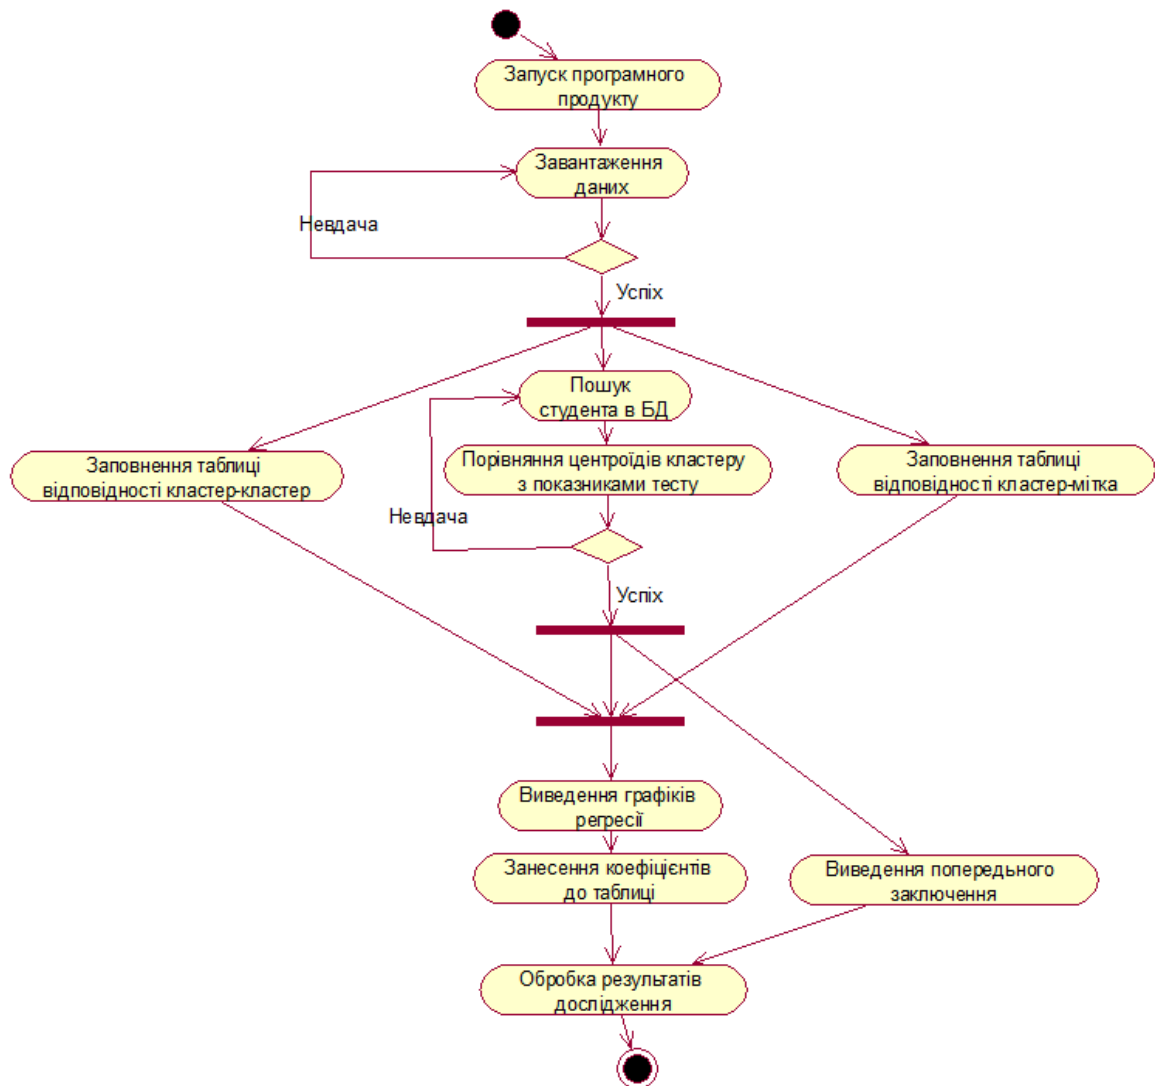 Запуск програмного
продукту
Завантаження
даних
Невдача
Успіх
Пошук
студента в БД
Заповнення таблиці
відповідності кластер-кластер
Порівняння центроїдів кластеру
з показниками тесту
Заповнення таблиці
відповідності кластер-мітка
Невдача
Успіх
Виведення графіків
регресії
Занесення коефіцієнтів
до таблиці
Виведення попередьного
заключення
Обробка результатів
дослідження